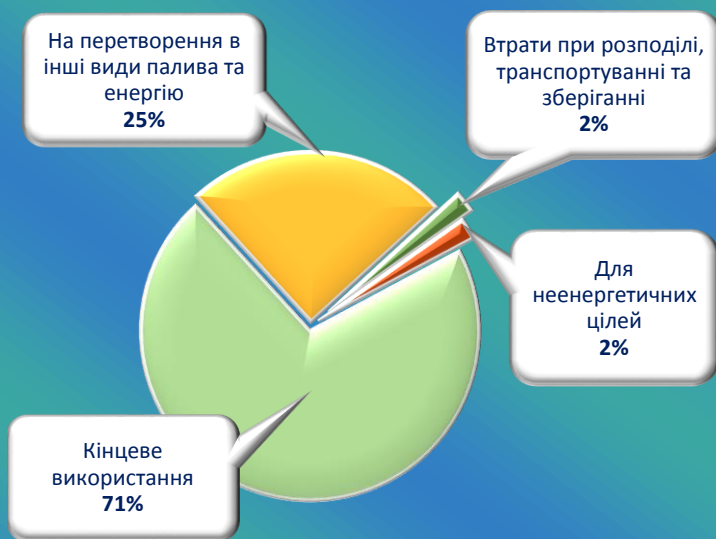 На перетворення в
інші види палива та
енергію
25%
Втрати при розподілі,
транспортуванні та
зберіганні
2%
Для
неенергетичних
цілей
2%
Кінцеве
використання
71%